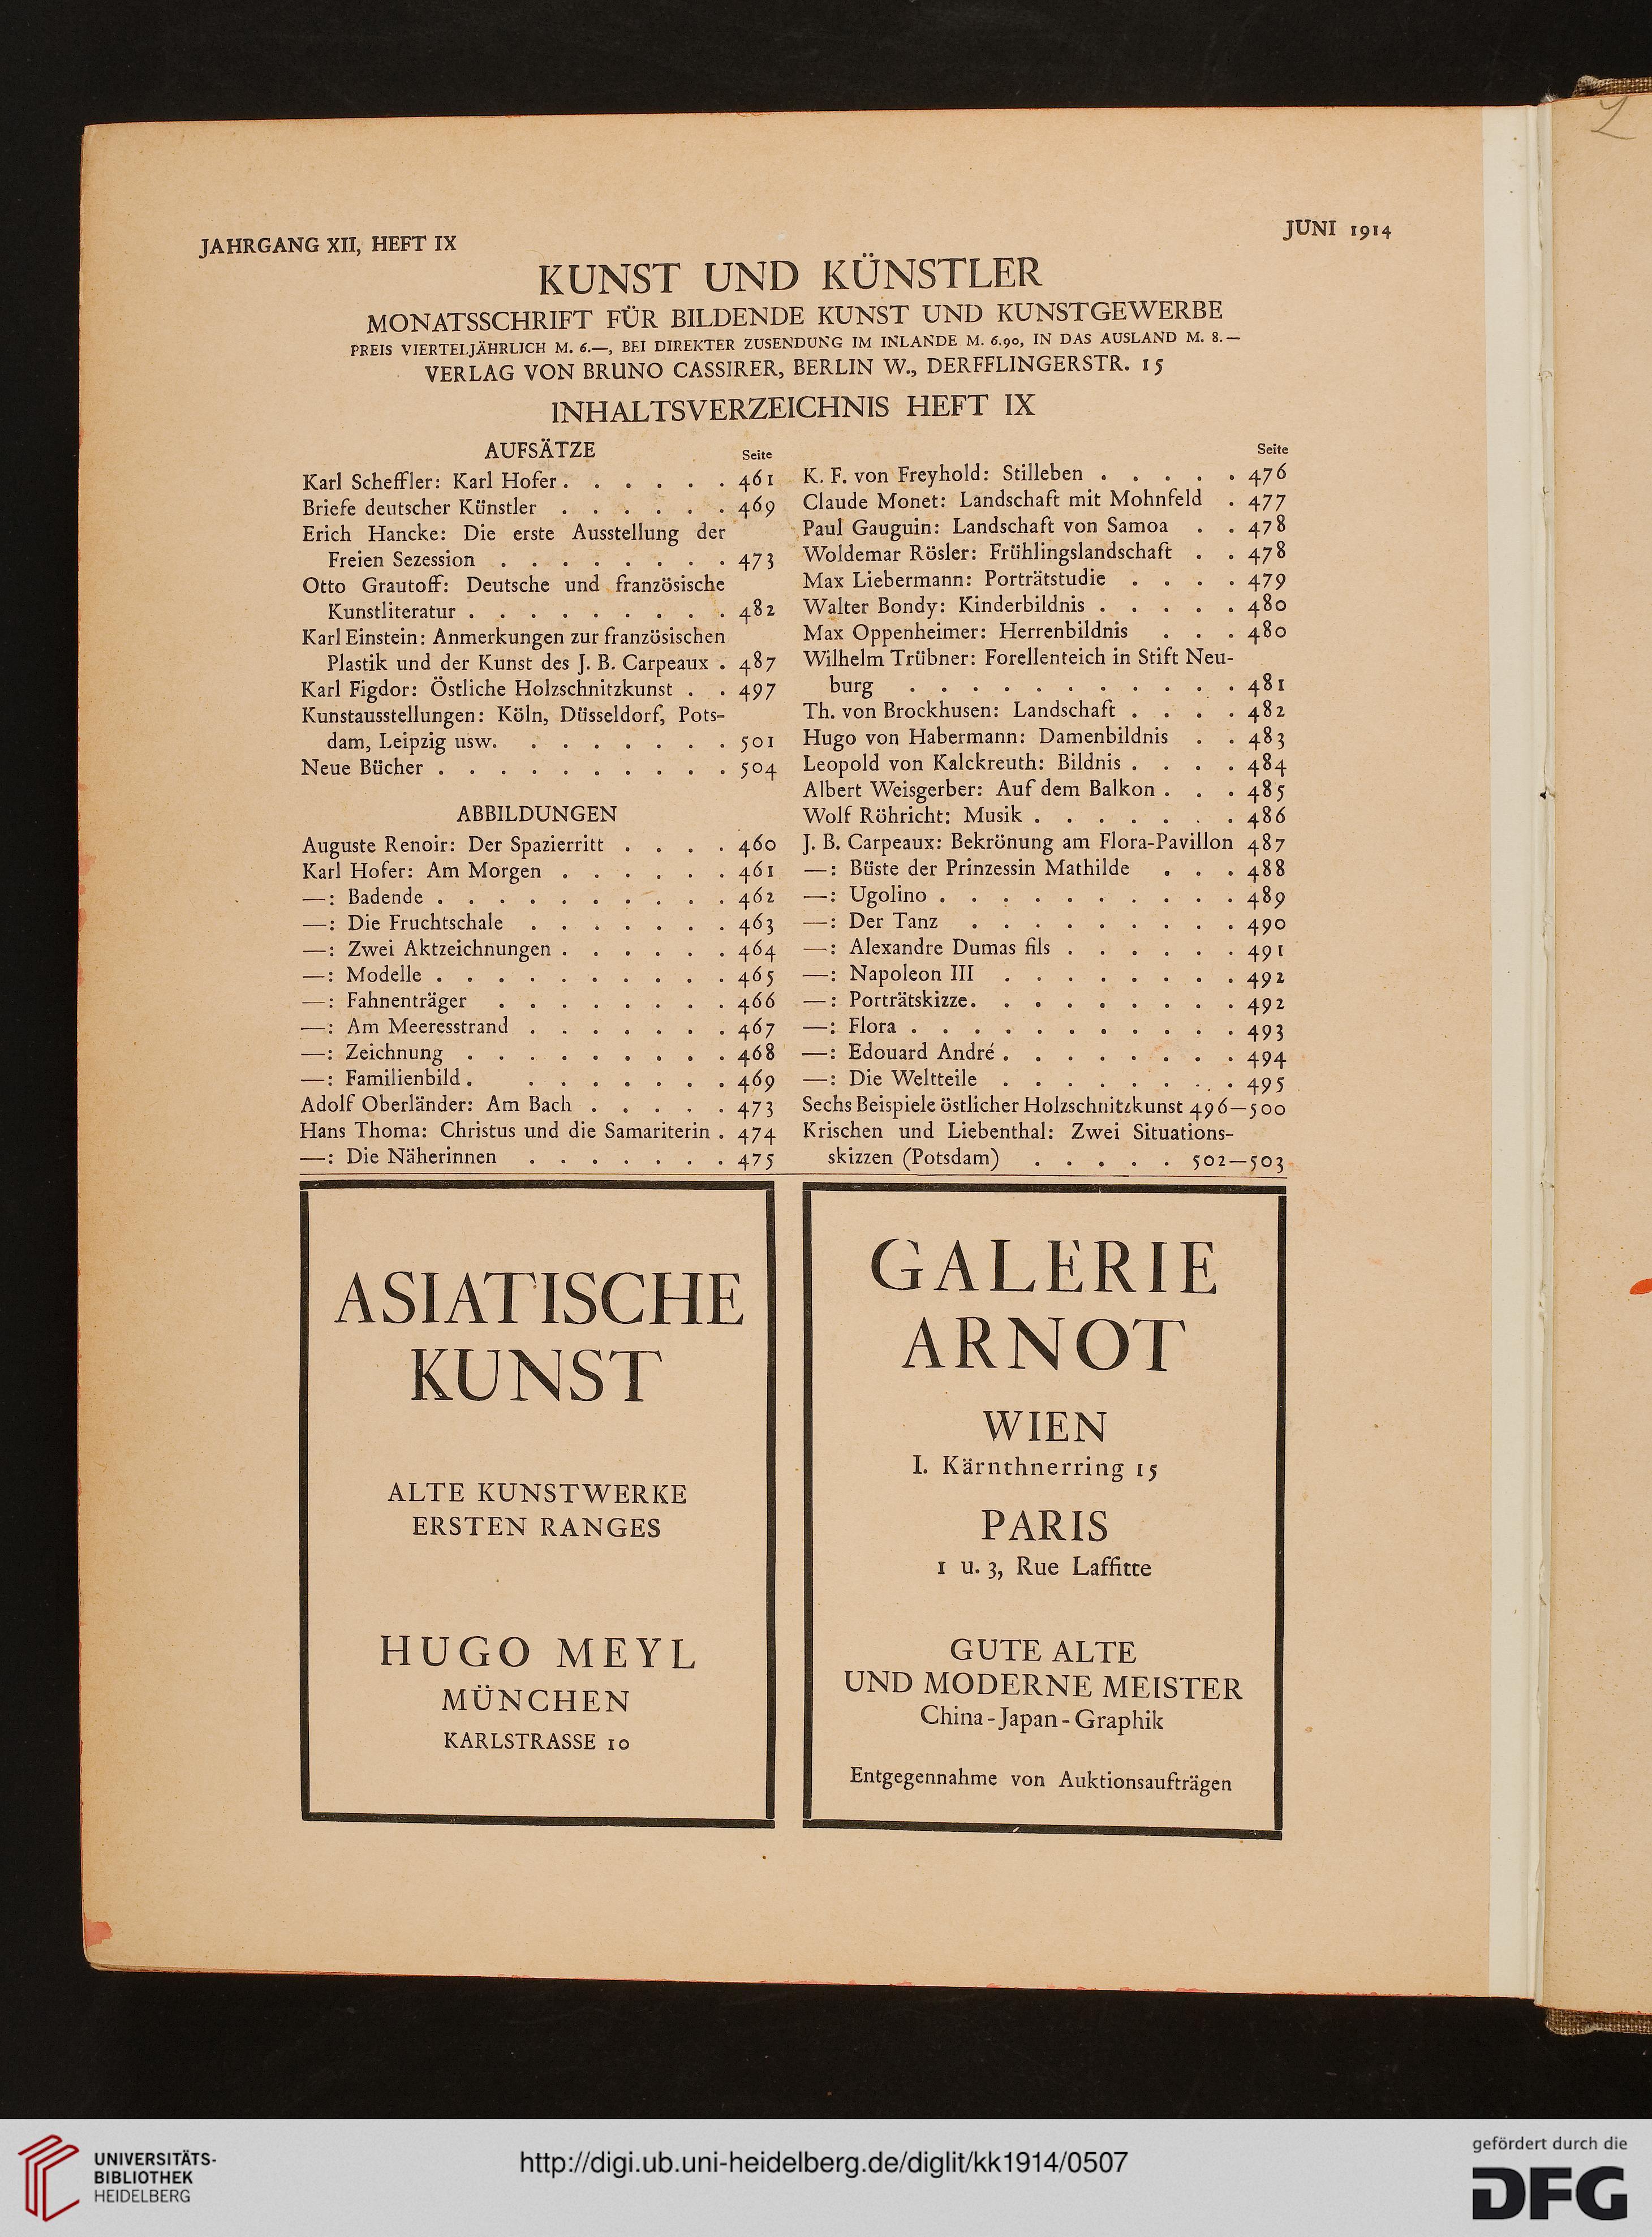 JAHRGANG XII, HEFT IX
JUNI 1914
KUNST UND KÜNSTLER
MONATSSCHRIFT FÜR BILDENDE KUNST UND KUNSTGEWERBE
PREIS VIERTELJÄHRLICH M. 6.—, BEI DIREKTER ZUSENDUNG IM INLANDE M. 6.90, IN DAS AUSLAND M. 8.—
VERLAG VON BRUNO CASSIRER, BERLIN W., DERFFLINGERSTR. 15
INHALTSVERZEICHNIS HEFT IX
AUFSÄTZE Seite
Karl Scheffler: Karl Hofer . . . . . . 461
Briefe deutscher Künstler . . . . . . 469
Erich Hancke: Die erste Ausstellung der
Freien Sezession . . . . . . . . 473
Otto Grautoff: Deutsche und französische
Kunstliteratur . . . . . . . . . 482
Karl Einstein: Anmerkungen zur französischen
Plastik und der Kunst des J. B. Carpeaux . 487
Karl Figdor: Östliche Holzschnitzkunst . . 497
Kunstausstellungen: Köln, Düsseldorf, Pots-
dam, Leipzig usw. . . . . . . . 501
Neue Bücher . . . . . . . . . . 504
ABBILDUNGEN
Auguste Renoir: Der Spazierritt . . . . 460
Karl Hofer: Am Morgen . . . . . . 461
—: Badende . . . . . . . . . . 462
—: Die Fruchtschale . . . . . . . 463
—: Zwei Aktzeichnungen . . . . . . 464
—: Modelle . . . . . . . . . . 465
—: Fahnenträger . . . . . . . . 466
—: Am Meeresstrand . . . . . . . 467
—: Zeichnung . . . . . . . . . 468
—: Familienbild . . . . . . . . 469
Adolf Oberländer: Am Bach . . . . . 473
Hans Thoma: Christus und die Samariterin . 474
—: Die Näherinnen . . . . . . . 475
Seite
K. F. von Freyhold: Stilleben . . . . . 476
Claude Monet: Landschaft mit Mohnfeld . 477
Paul Gauguin: Landschaft von Samoa . . 478
Woldemar Rösler: Frühlingslandschaft . . 478
Max Liebermann: Porträtstudie . . . . 479
Walter Bondy: Kinderbildnis . . . . . 480
Max Oppenheimer: Herrenbildnis . . . 480
Wilhelm Trübner: Forellenteich in Stift Neu-
burg . . . . . . . . . . . 481
Th. von Brockhusen: Landschaft . . . . 482
Hugo von Habermann: Damenbildnis . . 483
Leopold von Kalckreuth: Bildnis . . . . 484
Albert Weisgerber: Auf dem Balkon . . . 485
Wolf Röhricht: Musik . . . . . . . 486
J. B. Carpeaux: Bekrönung am Flora-Pavillon 487
—: Büste der Prinzessin Mathilde . . . 488
—: Ugolino . . . . . . . . . . 489
—: Der Tanz . . . . . . . . . 490
—: Alexandre Dumas fils . . . . . . 491
—: Napoleon III . . . . . . . . 492
—: Porträtskizze . . . . . . . . . 492
—: Flora . . . . . . . . . . . 493
—: Edouard André . . . . . . . . 494
—: Die Weltteile . . . . . . . . 495
Sechs Beispiele östlicher Holzschnitzkunst 496—500
Krischen und Liebenthal: Zwei Situations-
skizzen (Potsdam) . . . . . 502—503
ASIATISCHE
KUNST
ALTE KUNSTWERKE
ERSTEN RANGES
HUGO MEYL
MÜNCHEN
KARLSTRASSE 10
GALERIE
ARNOT
WIEN
I. Kärnthnerring 15
PARIS
1 u. 3, Rue Laffitte
GUTE ALTE
UND MODERNE MEISTER
China-Japan-Graphik
Entgegennahme von Auktionsaufträgen
UNIVERSITÄTS-
BIBLIOTHEK
HEIDELBERG
http://digi.ub.uni-heidelberg.de/diglit/kk1914/0507
gefördert durch die
DFG